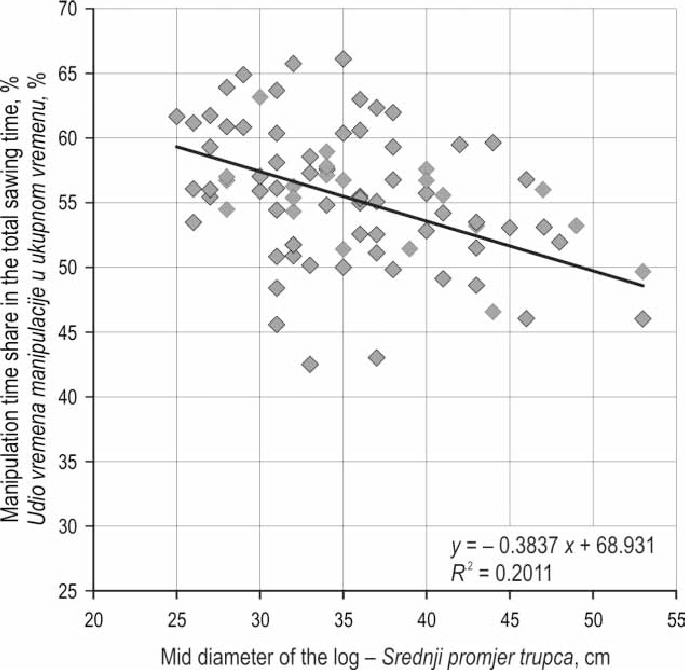 Manipulation time share in the total sawing time, %
Udio vremena manipulacije u ukupnom vremenu, %
70
65
60
55
50
45
40
35
30
25
y = – 0.3837 x + 68.931
R² = 0.2011
20 25 30 35 40 45 50 55
Mid diameter of the log – Srednji promjer trupca, cm